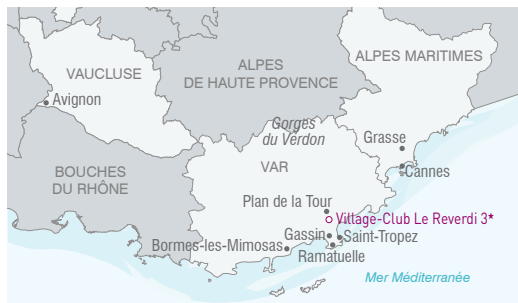 ALPES MARITIMES
VAUCLUSE
ALPES
DE HAUTE PROVENCE
Avignon
Gorges
du Verdon
Grasse
BOUCHES
DU RHÔNE
VAR
Cannes
Plan de la Tour
Village-Club Le Reverdi 3*
Gassin
Saint-Tropez
Bormes-les-Mimosas
Ramatuelle
Mer Méditerranée